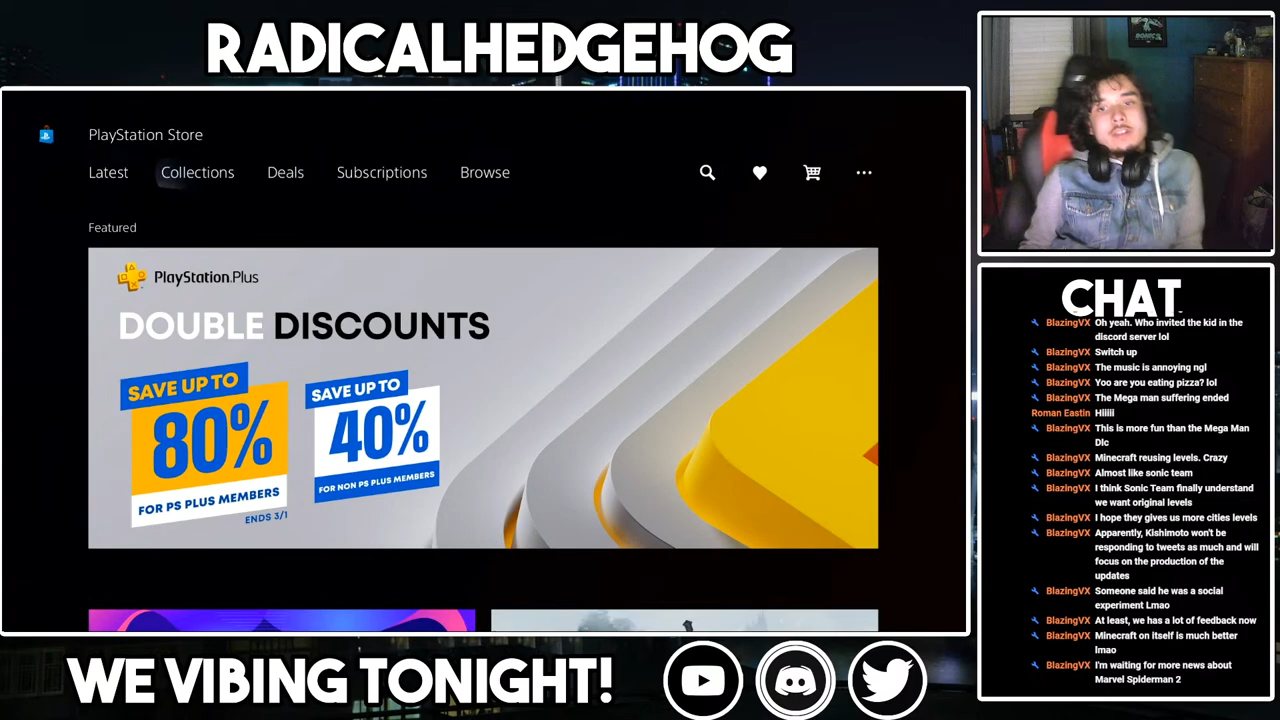 RADICALHEDGEHOG
PlayStation Store
Latest Collections Deals Subscriptions Browse
Featured
PlayStation.Plus
DOUBLE DISCOUNTS
SAVE UP TO
80%
FOR PS PLUS MEMBERS
ENDS 3/1
SAVE UP TO
40%
FOR NON PS PLUS MEMBERS
WE VIBING TONIGHT!
CHAT
BlazingVX Oh yeah. Who invited the kid in the
discord server lol
BlazingVX Switch up
BlazingVX The music is annoying ngl
BlazingVX Yoo are you eating pizza? lol
BlazingVX The Mega man suffering ended
Roman Eastin Hiiiii
BlazingVX This is more fun than the Mega Man
Dlc
BlazingVX Minecraft reusing levels. Crazy
BlazingVX Almost like sonic team
BlazingVX I think Sonic Team finally understand
we want original levels
BlazingVX I hope they gives us more cities levels
BlazingVX Apparently, Kishimoto won't be
responding to tweets as much and will
focus on the production of the
updates
BlazingVX Someone said he was a social
experiment Lmao
BlazingVX At least, we has a lot of feedback now
BlazingVX Minecraft on itself is much better
lmao
BlazingVX I'm waiting for more news about
Marvel Spiderman 2